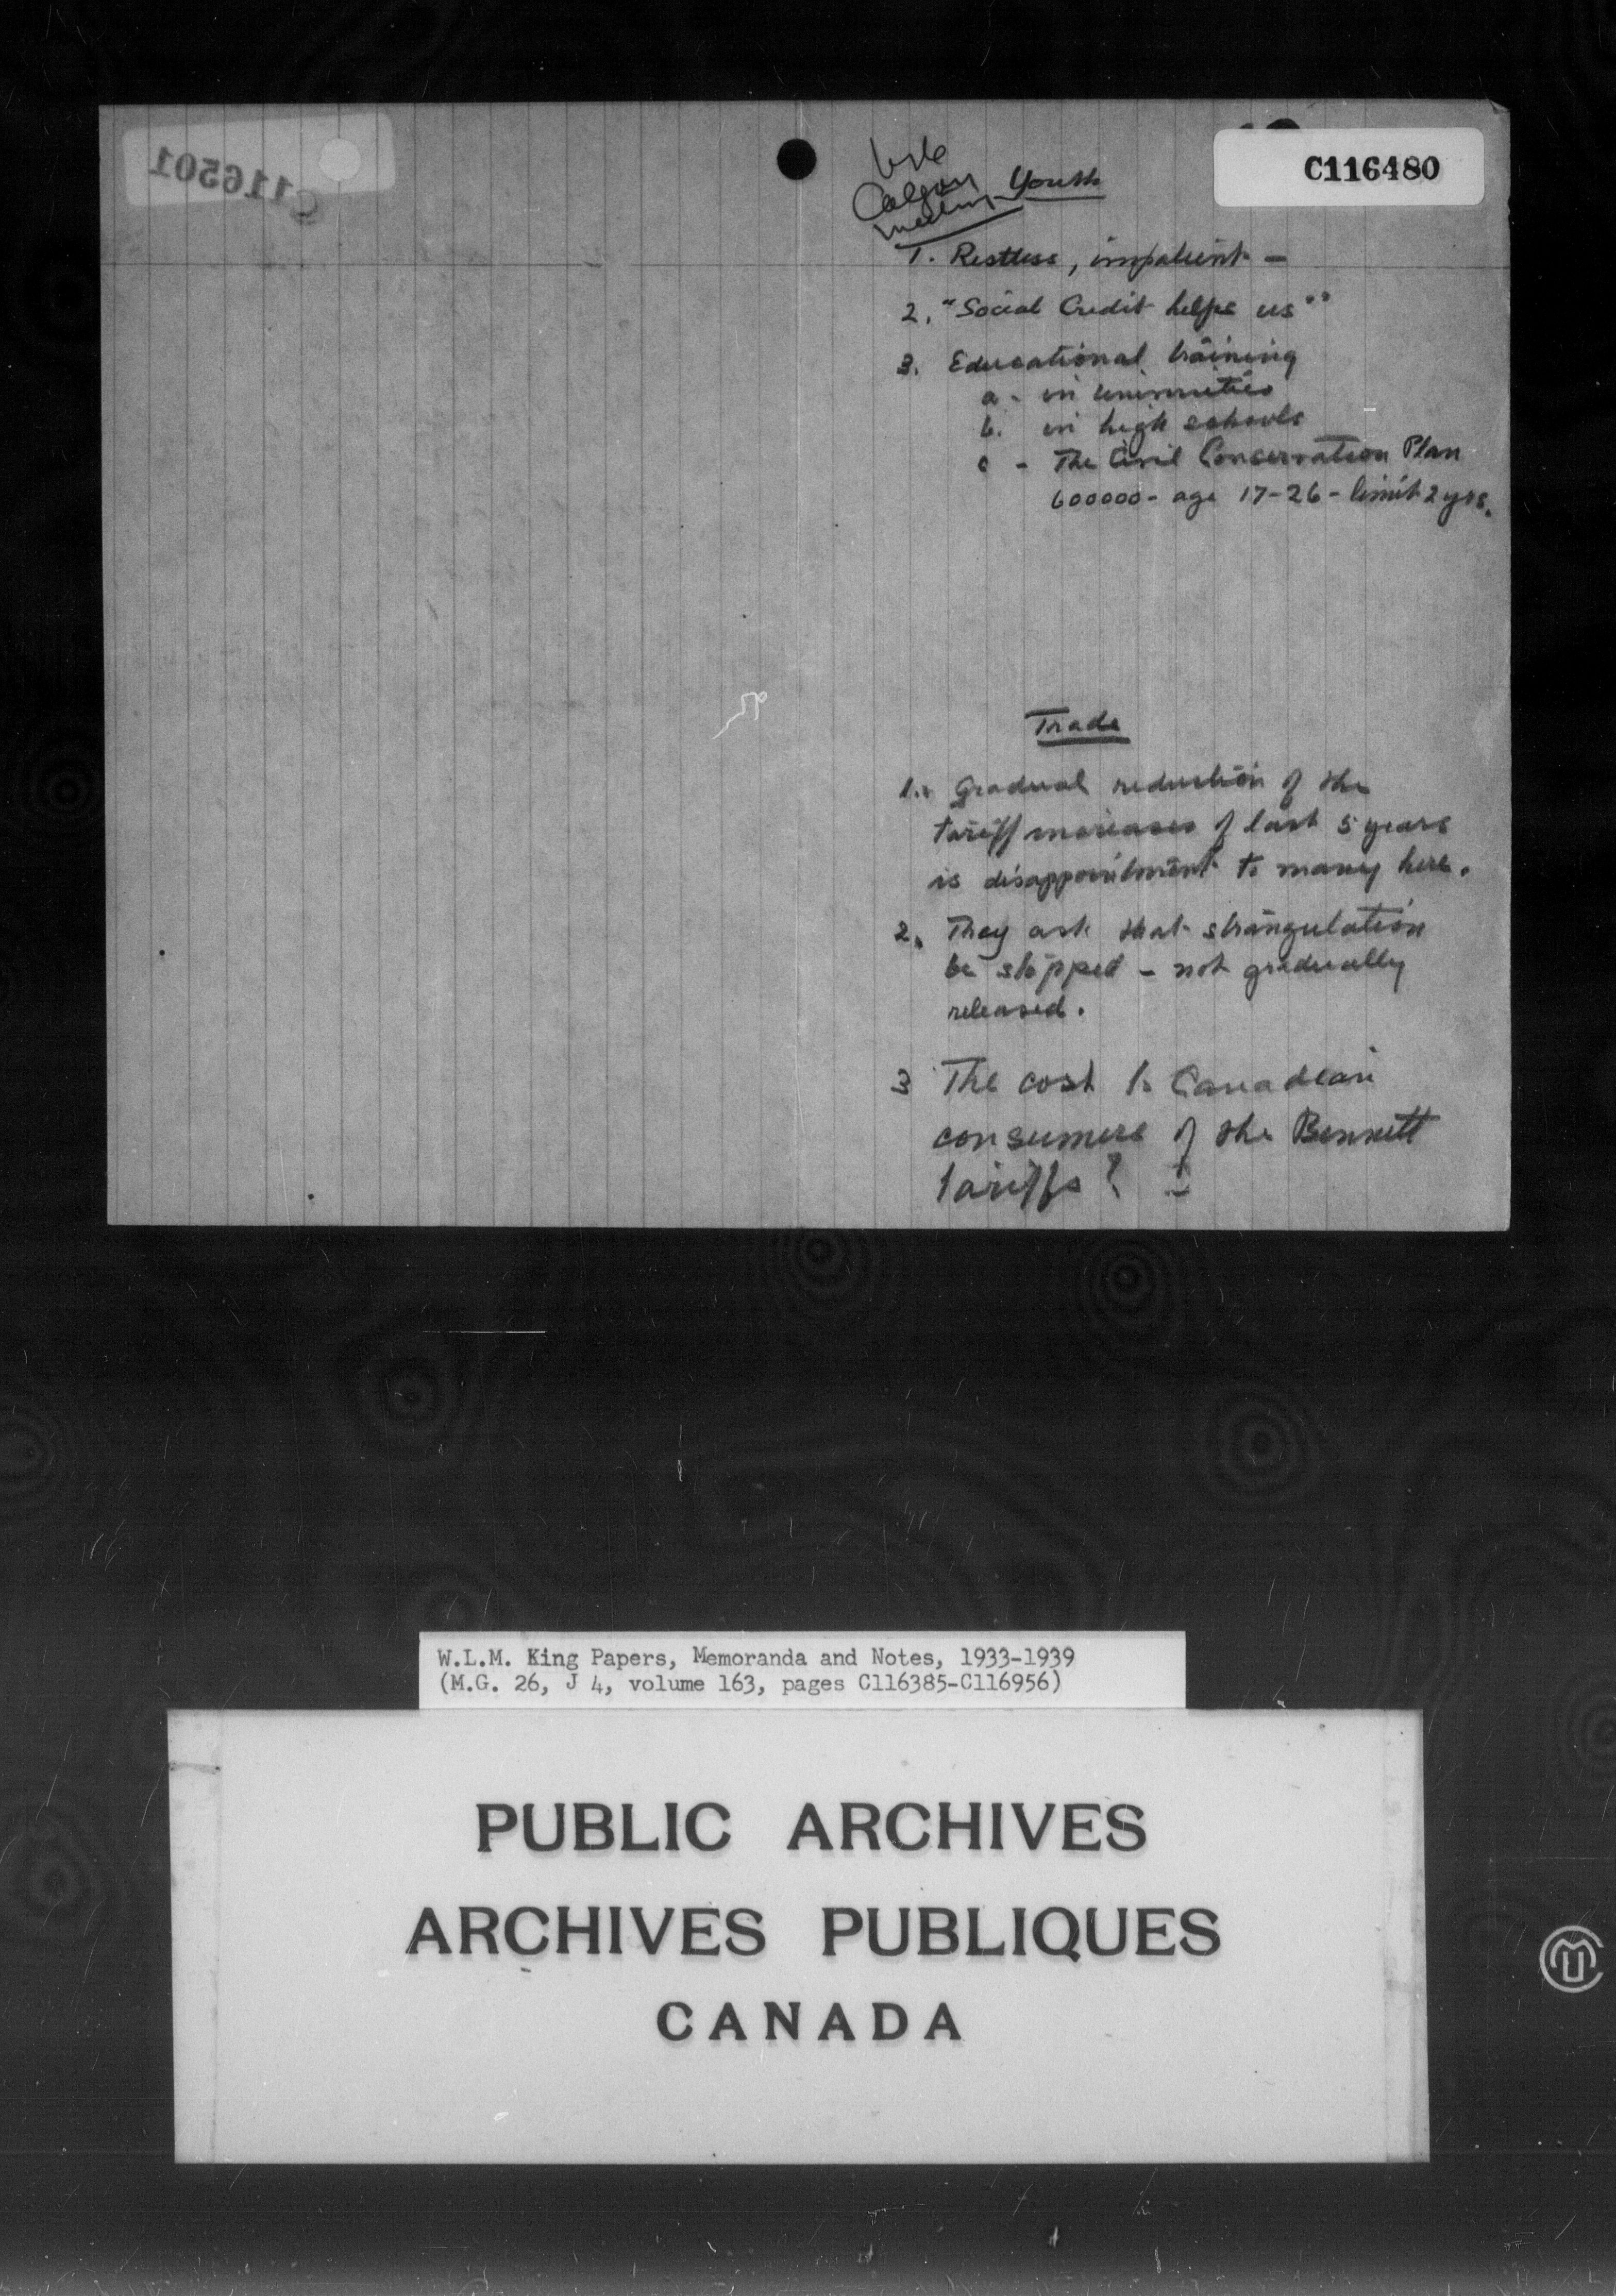 C116501
C116480
Calgary
meeting
Youth
1. Restless, impatient -
2. "Social Credit helps us"
3. Educational training
a - in universities
b. in high schools
c - The Civil Conservation Plan
600000 - age 17-26 - limit 2 yrs.
Trade
1. Gradual reduction of the
tariff increases of last 5 years
is disappointment to many here.
2. They ask that strangulation
be stopped - not gradually
released.
3 The cost to Canadian
consumers of the Bennett
tariffs?
W.L.M. King Papers, Memoranda and Notes, 1933-1939
(M.G. 26, J 4, volume 163, pages C116385-C116956)
PUBLIC ARCHIVES
ARCHIVES PUBLIQUES
CANADA